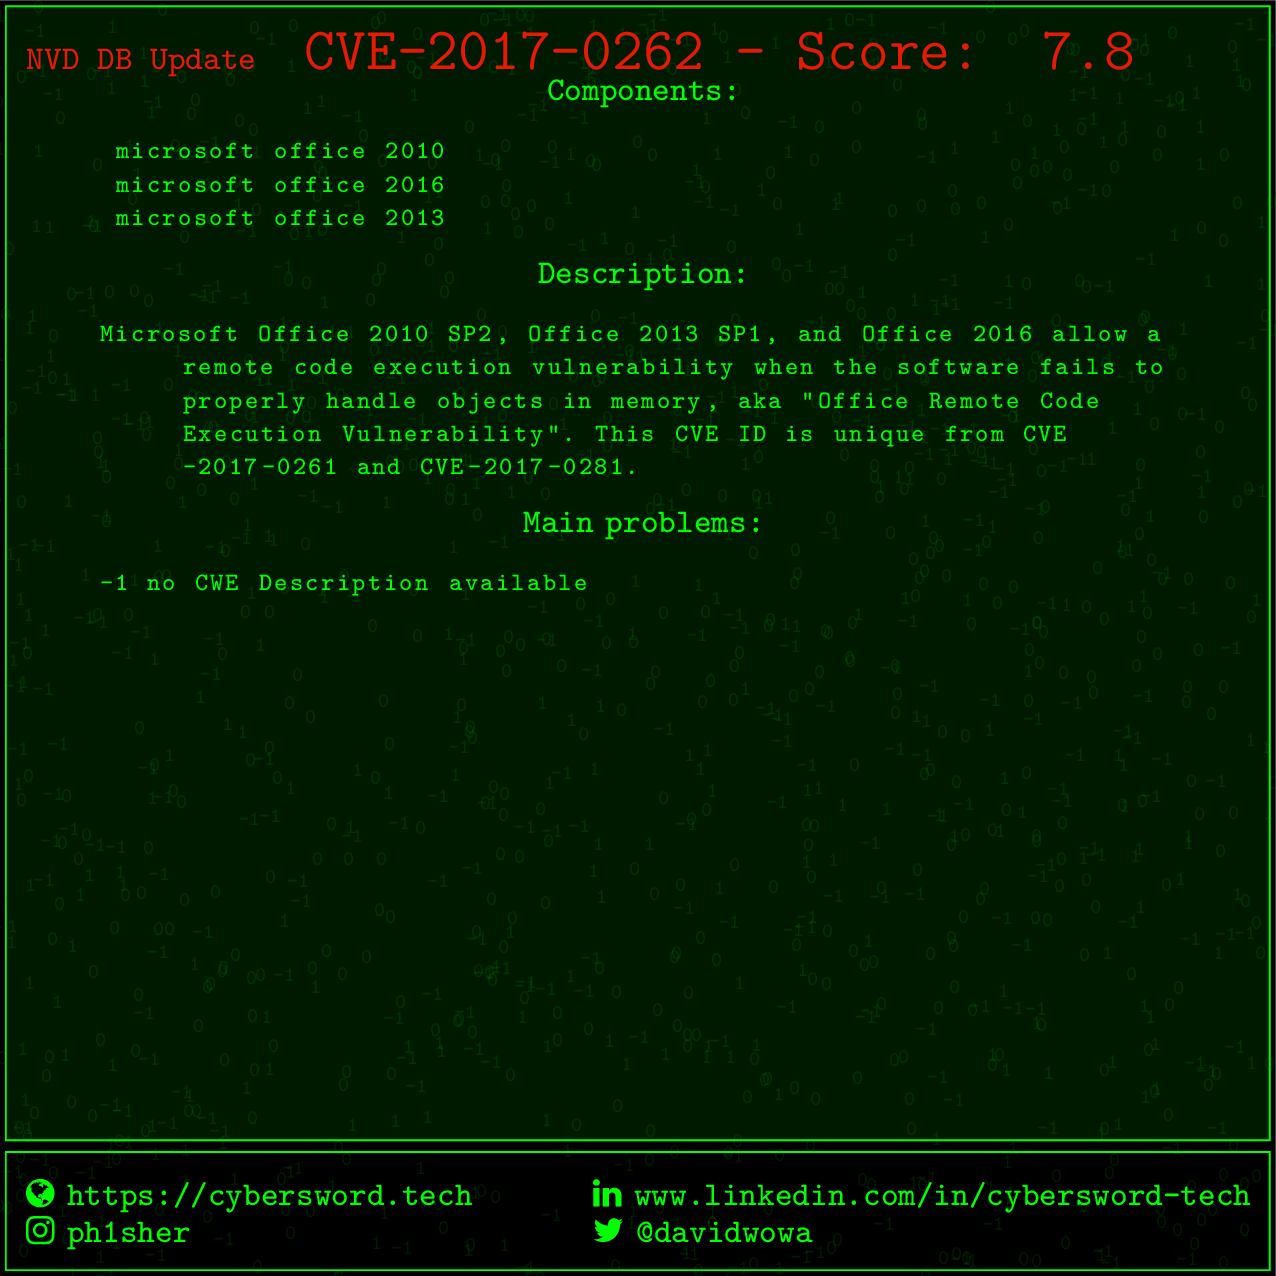 NVD DB Update CVE-2017-0262 - Score: 7.8
Components:
microsoft office 2010
microsoft office 2016
microsoft office 2013
Description:
Microsoft Office 2010 SP2, Office 2013 SP1, and Office 2016 allow a
remote code execution vulnerability when the software fails to
properly handle objects in memory, aka "Office Remote Code
Execution Vulnerability". This CVE ID is unique from CVE
-2017-0261 and CVE-2017-0281.
Main problems:
-1 no CWE Description available
https://cybersword.tech www.linkedin.com/in/cybersword-tech
ph1sher @davidwowa